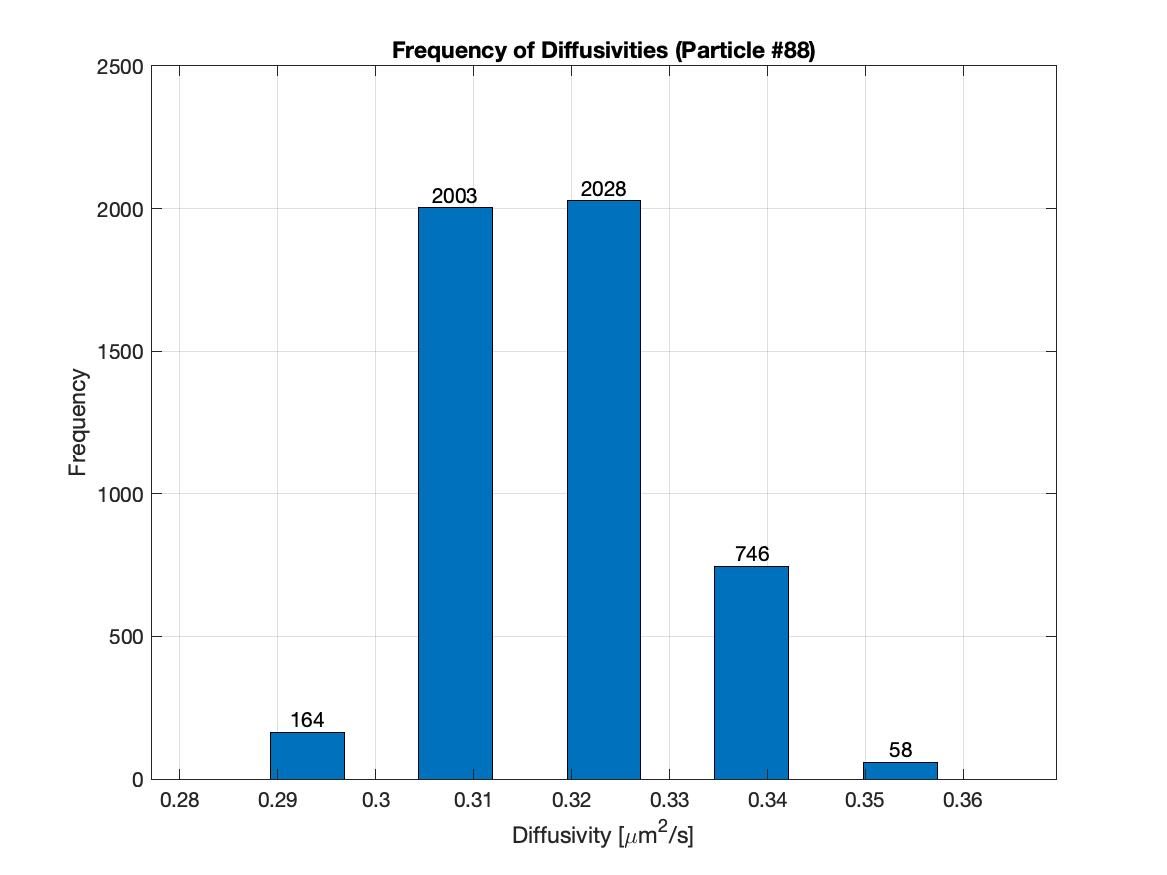 Frequency of Diffusivities (Particle #88)
2500
2000
1500
1000
500
0
Frequency
164
2003
2028
746
58
0.28 0.29 0.3 0.31 0.32 0.33 0.34 0.35 0.36
Diffusivity [μm²/s]